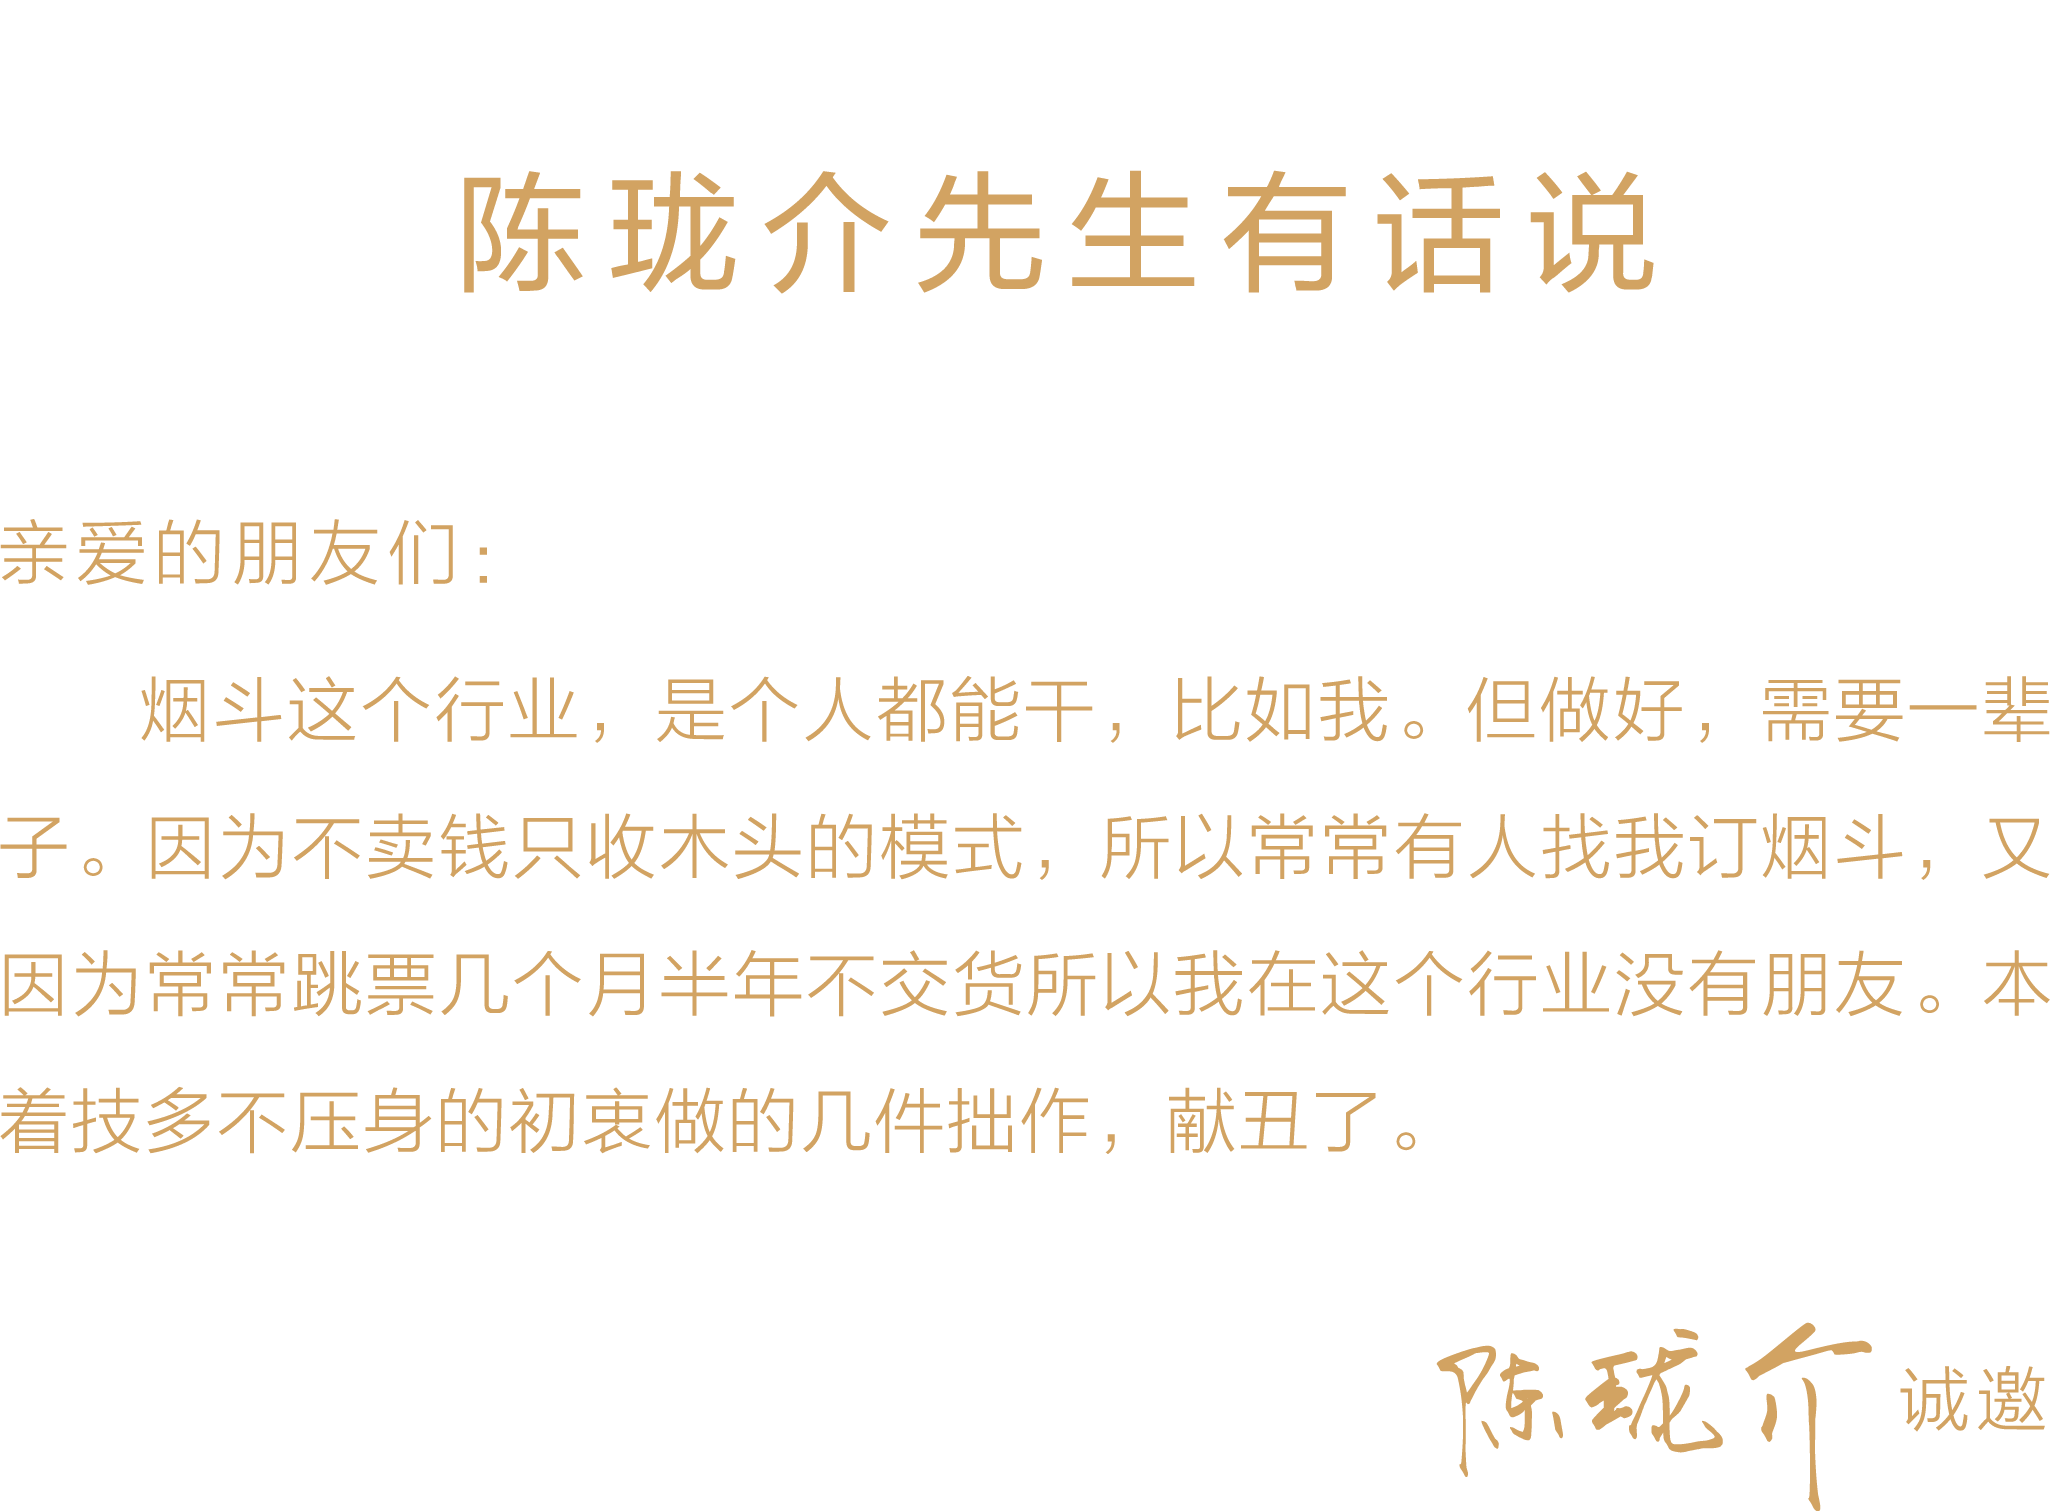 陈珑介先生有话说
亲爱的朋友们：
烟斗这个行业，是个人都能干，比如我。但做好，需要一辈
子。因为不卖钱只收木头的模式，所以常常有人找我订烟斗，又
因为常常跳票几个月半年不交货所以我在这个行业没有朋友。本
着技多不压身的初衷做的几件拙作，献丑了。
陈珑介 诚邀